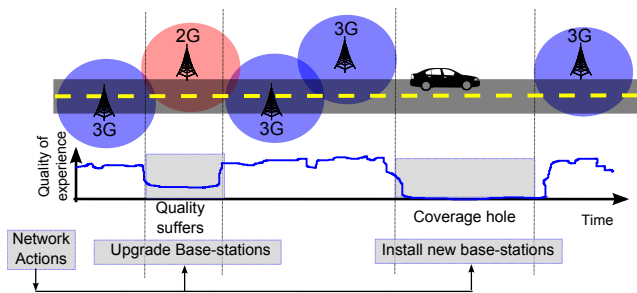 2G
3G
3G
3G
3G
Quality of
experience
Quality
suffers
Coverage hole
Time
Network
Actions
Upgrade Base-stations
Install new base-stations